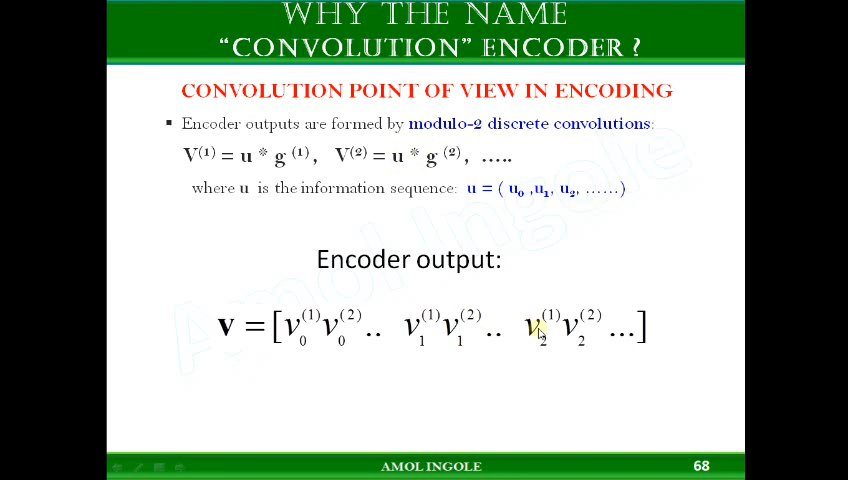 WHY THE NAME
“CONVOLUTION” ENCODER ?
CONVOLUTION POINT OF VIEW IN ENCODING
▪ Encoder outputs are formed by modulo-2 discrete convolutions:
V⁽¹⁾ = u * g ⁽¹⁾, V⁽²⁾ = u * g ⁽²⁾, …..
where u is the information sequence: u = ( u₀ ,u₁, u₂, ……)
Encoder output:
v = [v₀⁽¹⁾v₀⁽²⁾.. v₁⁽¹⁾v₁⁽²⁾.. v₂⁽¹⁾v₂⁽²⁾...]
Amol Ingole
AMOL INGOLE
68